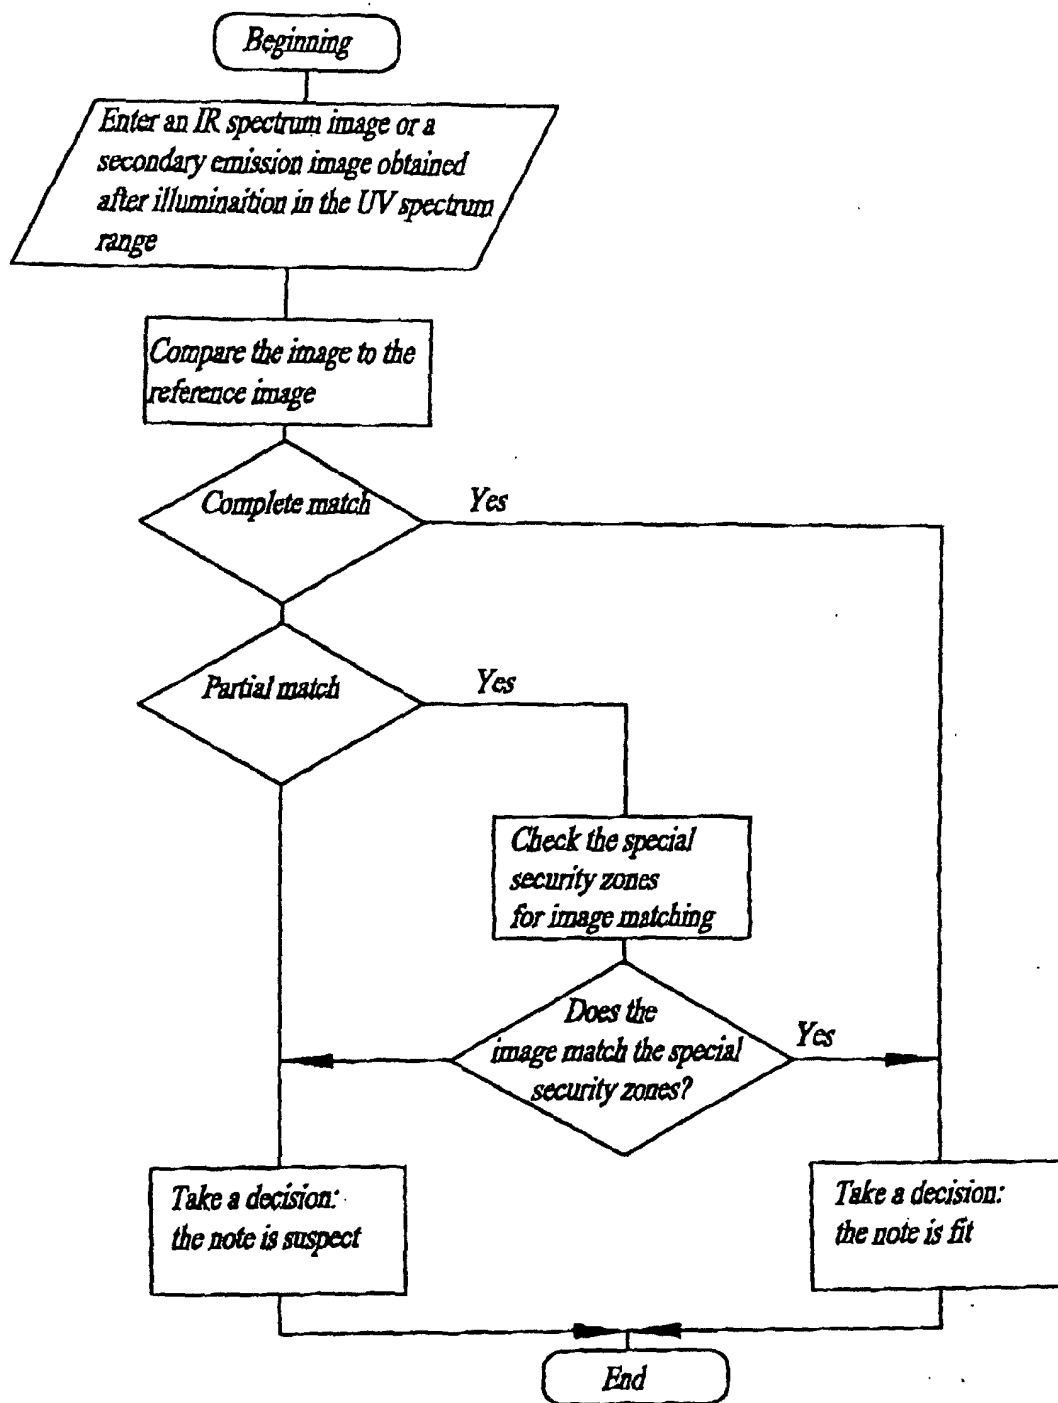 Beginning
Enter an IR spectrum image or a
secondary emission image obtained
after illuminaition in the UV spectrum
range
Compare the image to the
reference image
Complete match
Yes
Partial match
Yes
Check the special
security zones
for image matching
Does the
image match the special
security zones?
Yes
Take a decision:
the note is suspect
Take a decision:
the note is fit
End